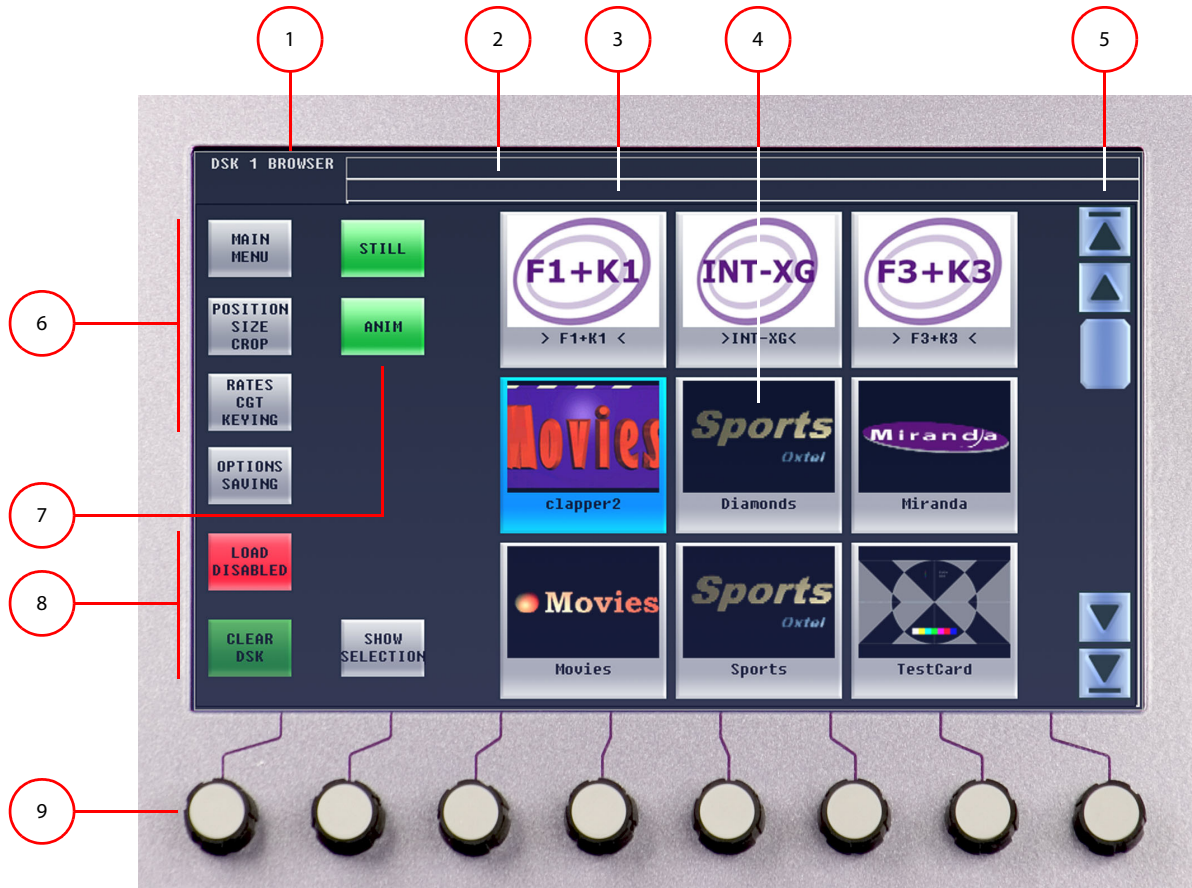 1
2
3
4
5
DSK 1 BROWSER
MAIN
MENU
STILL
F1+K1
INT-XG
F3+K3
> F1+K1 <
>INT-XG<
> F3+K3 <
6
POSITION
SIZE
CROP
ANIM
RATES
CGT
KEYING
Movies
Sports
Oxtel
Miranda
clapper2
Diamonds
Miranda
OPTIONS
SAVING
7
LOAD
DISABLED
8
Movies
Sports
Oxtel
CLEAR
DSK
SHOW
SELECTION
Movies
Sports
TestCard
9